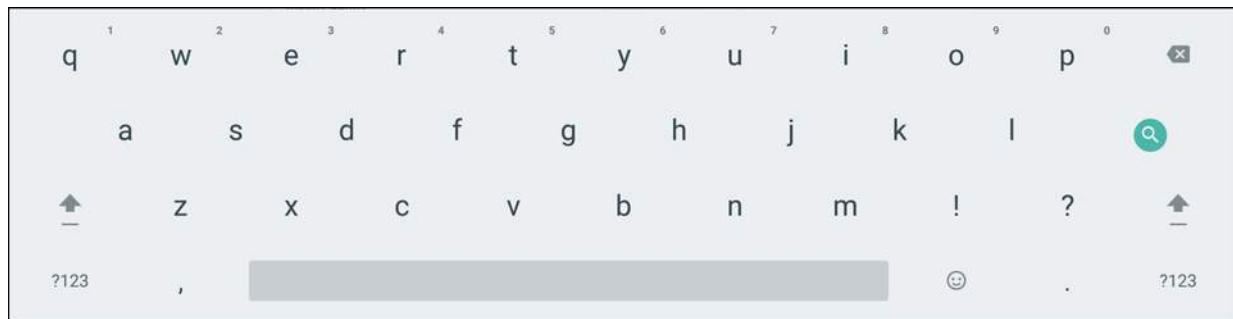 1 2 3 4 5 6 7 8 9 0
q w e r t y u i o p
a s d f g h j k l
z x c v b n m ! ?
?123 , . ?123